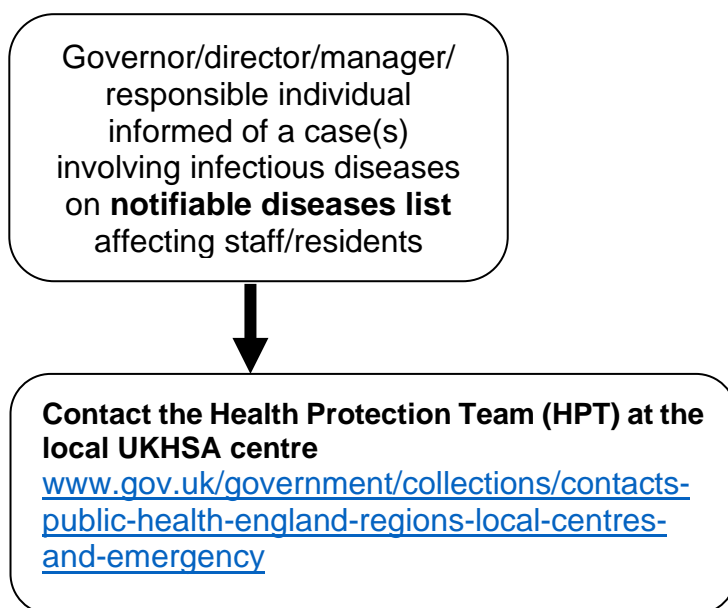 Governor/director/manager/
responsible individual
informed of a case(s)
involving infectious diseases
on notifiable diseases list
affecting staff/residents
Contact the Health Protection Team (HPT) at the
local UKHSA centre
www.gov.uk/government/collections/contacts-
public-health-england-regions-local-centres-
and-emergency